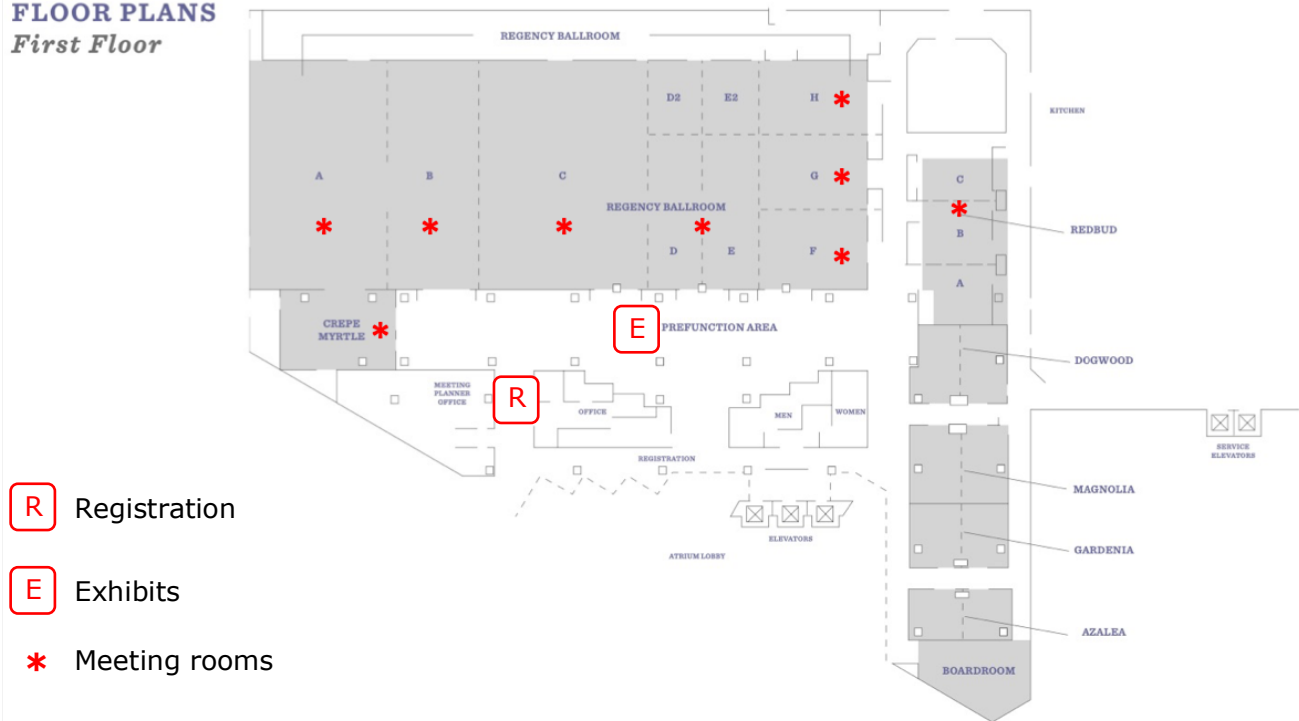 FLOOR PLANS
First Floor
REGENCY BALLROOM
D2
E2
H
KITCHEN
A
B
C
G
C
REGENCY BALLROOM
REDBUD
B
D
E
F
A
CREPE
MYRTLE
E
PREFUNCTION AREA
DOGWOOD
MEETING
PLANNER
OFFICE
R
OFFICE
MEN
WOMEN
SERVICE
ELEVATORS
REGISTRATION
MAGNOLIA
R Registration
ELEVATORS
ATRIUM LOBBY
GARDENIA
E Exhibits
AZALEA
* Meeting rooms
BOARDROOM